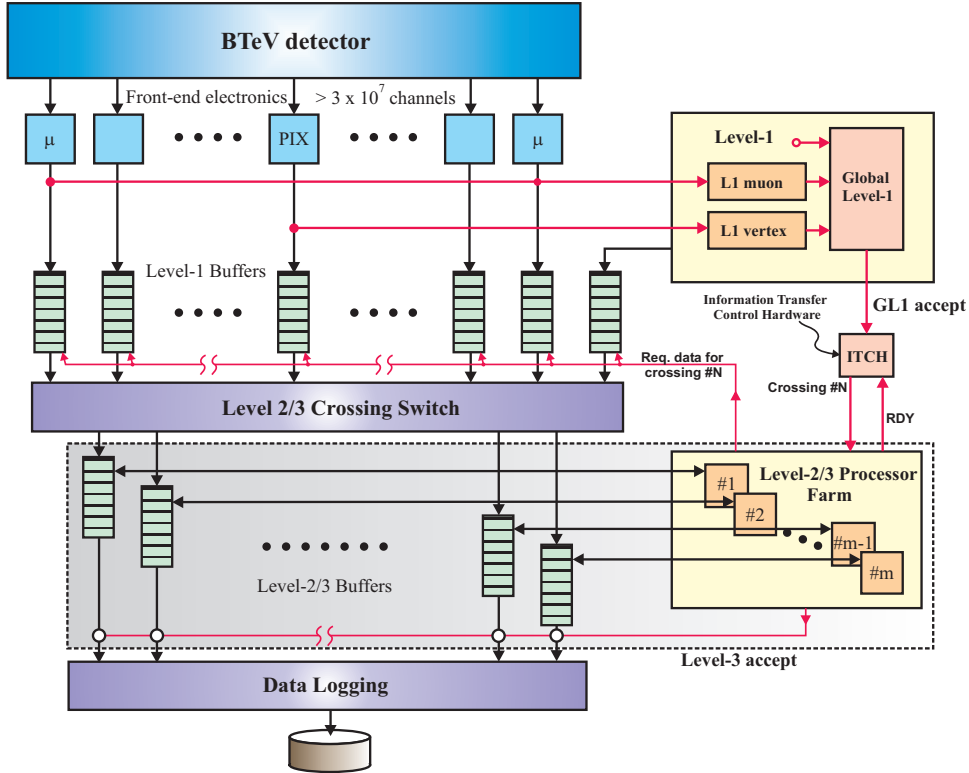 BTeV detector
Front-end electronics > 3 x 10⁷ channels
μ
PIX
μ
Level-1
L1 muon
L1 vertex
Global
Level-1
Level-1 Buffers
GL1 accept
Information Transfer
Control Hardware
ITCH
Req. data for
crossing #N
Crossing #N
RDY
Level 2/3 Crossing Switch
Level-2/3 Processor
Farm
#1
#2
#m-1
#m
Level-2/3 Buffers
Level-3 accept
Data Logging